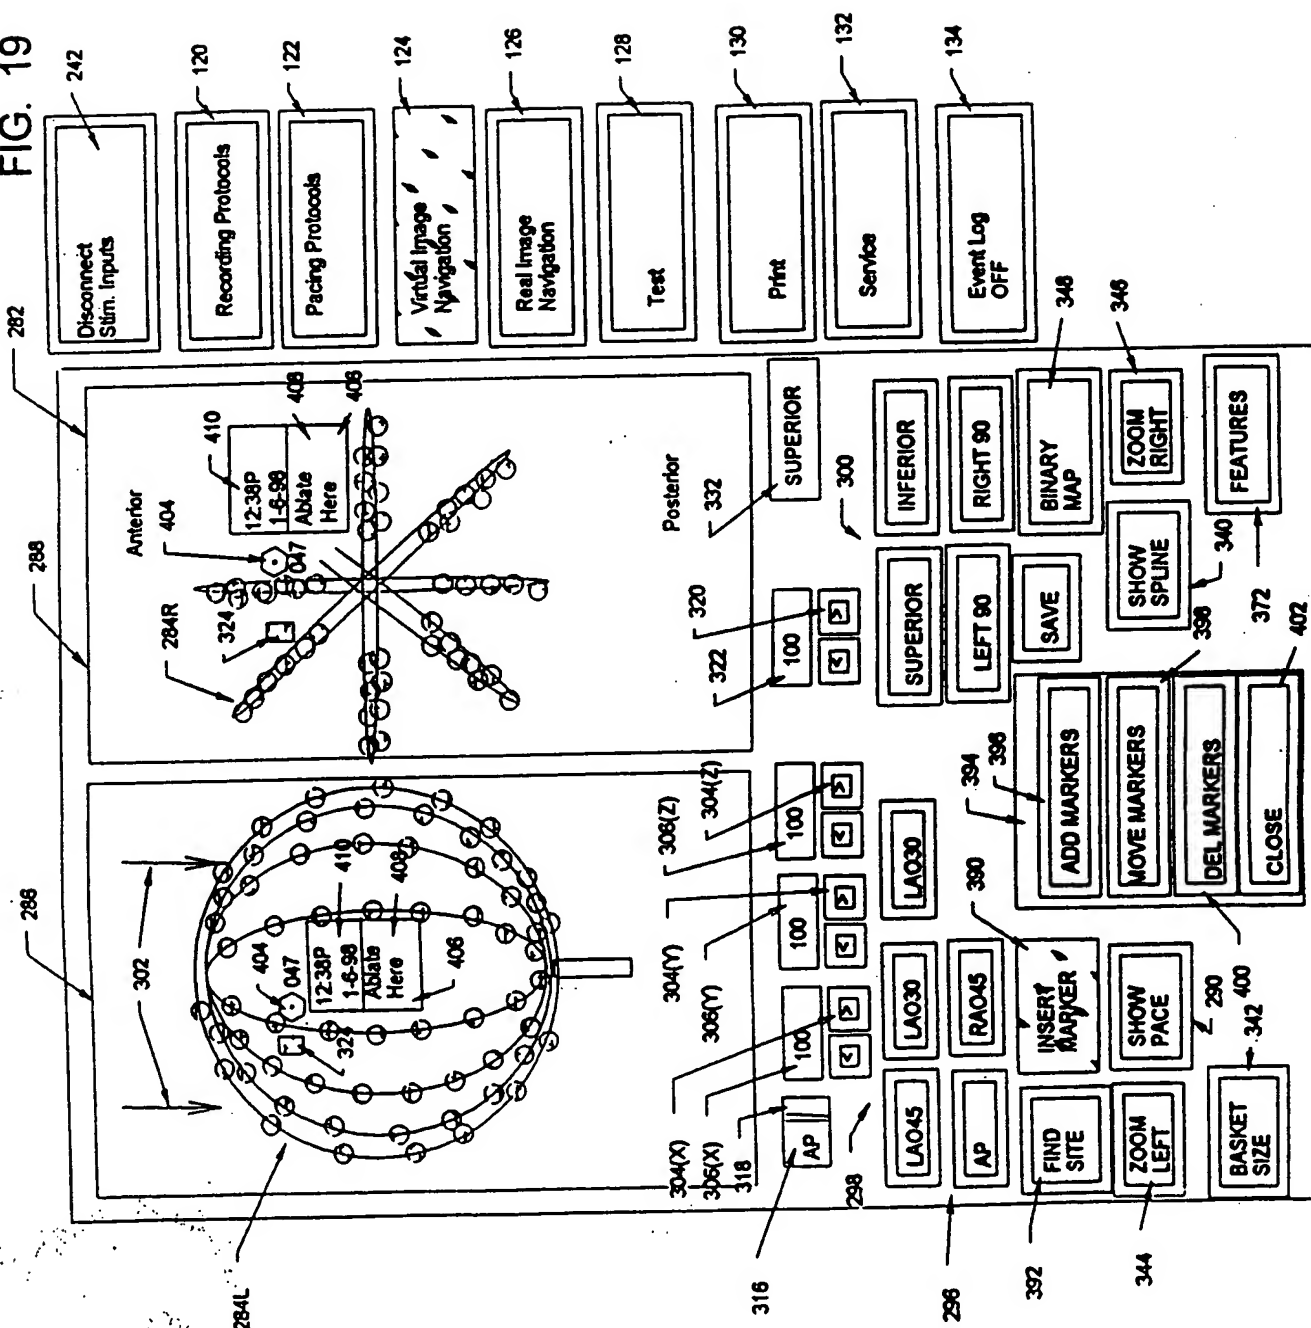 FIG. 19
284L
286
288
282
242
302
Disconnect
Stim. Inputs
Anterior
404
284R
410
408
406
12:38P
1-6-98
Ablate
Here
324
047
404
047
410
408
12:38P
1-6-98
Ablate
Here
406
324
Recording Protocols
120
Pacing Protocols
122
Virtual Image
Navigation
124
Real Image
Navigation
126
Test
128
Print
130
Service
132
Event Log
OFF
134
Posterior
304(X)
306(X)
318
304(Y)
306(Y)
306(Z)
304(Z)
322
320
332
316
AP
100
100
100
100
SUPERIOR
<
>
<
>
<
>
<
>
298
300
LAO45
LAO30
LAO30
SUPERIOR
INFERIOR
296
AP
RAO45
LEFT 90
RIGHT 90
390
394
396
392
FIND
SITE
INSERT
MARKER
ADD MARKERS
SAVE
BINARY
MAP
348
344
ZOOM
LEFT
SHOW
PACE
MOVE MARKERS
SHOW
SPLINE
ZOOM
RIGHT
346
290
398
340
DEL MARKERS
400
342
BASKET
SIZE
CLOSE
372
FEATURES
402